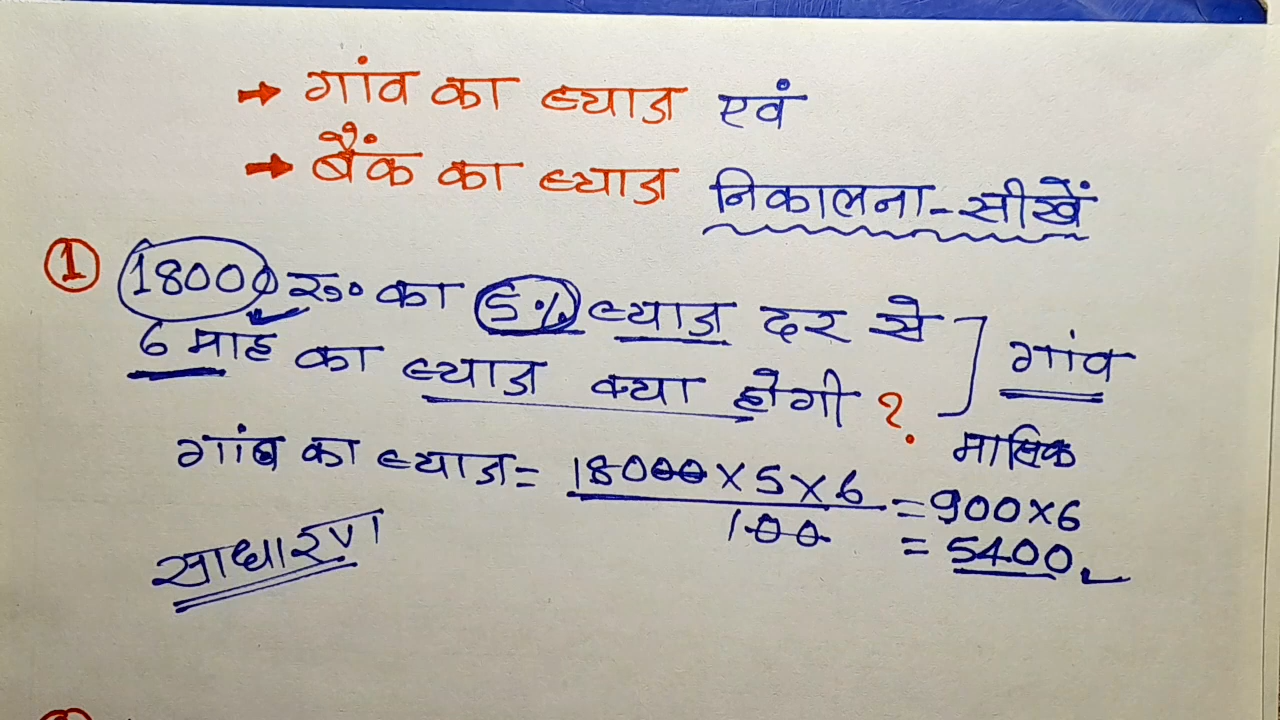 → गांव का ब्याज एवं
→ बैंक का ब्याज निकालना-सीखें
① 18000 रु० का 5% ब्याज दर से
6 माह का ब्याज क्या होगी ?
] गांव
मासिक
गांव का ब्याज = 18000 × 5 × 6 = 900×6
100 = 5400
साधारण